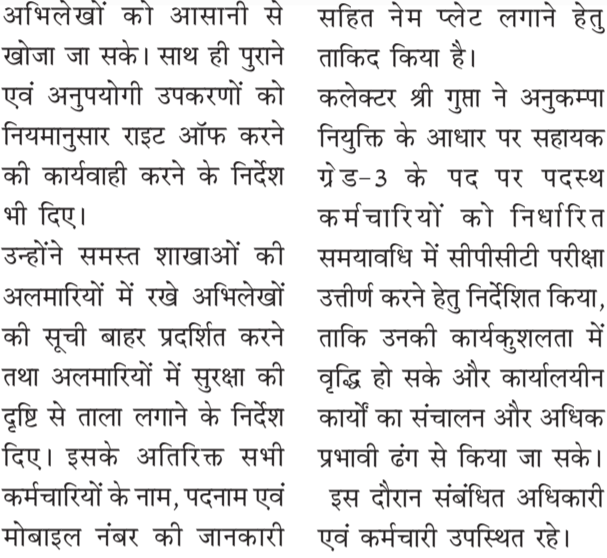 अभिलेखों को आसानी से
खोजा जा सके। साथ ही पुराने
एवं अनुपयोगी उपकरणों को
नियमानुसार राइट ऑफ करने
की कार्यवाही करने के निर्देश
भी दिए।
उन्होंने समस्त शाखाओं की
अलमारियों में रखे अभिलेखों
की सूची बाहर प्रदर्शित करने
तथा अलमारियों में सुरक्षा की
दृष्टि से ताला लगाने के निर्देश
दिए। इसके अतिरिक्त सभी
कर्मचारियों के नाम, पदनाम एवं
मोबाइल नंबर की जानकारी
सहित नेम प्लेट लगाने हेतु
ताकिद किया है।
कलेक्टर श्री गुप्ता ने अनुकम्पा
नियुक्ति के आधार पर सहायक
ग्रेड-3 के पद पर पदस्थ
कर्मचारियों को निर्धारित
समयावधि में सीपीसीटी परीक्षा
उत्तीर्ण करने हेतु निर्देशित किया,
ताकि उनकी कार्यकुशलता में
वृद्धि हो सके और कार्यालयीन
कार्यों का संचालन और अधिक
प्रभावी ढंग से किया जा सके।
इस दौरान संबंधित अधिकारी
एवं कर्मचारी उपस्थित रहे।